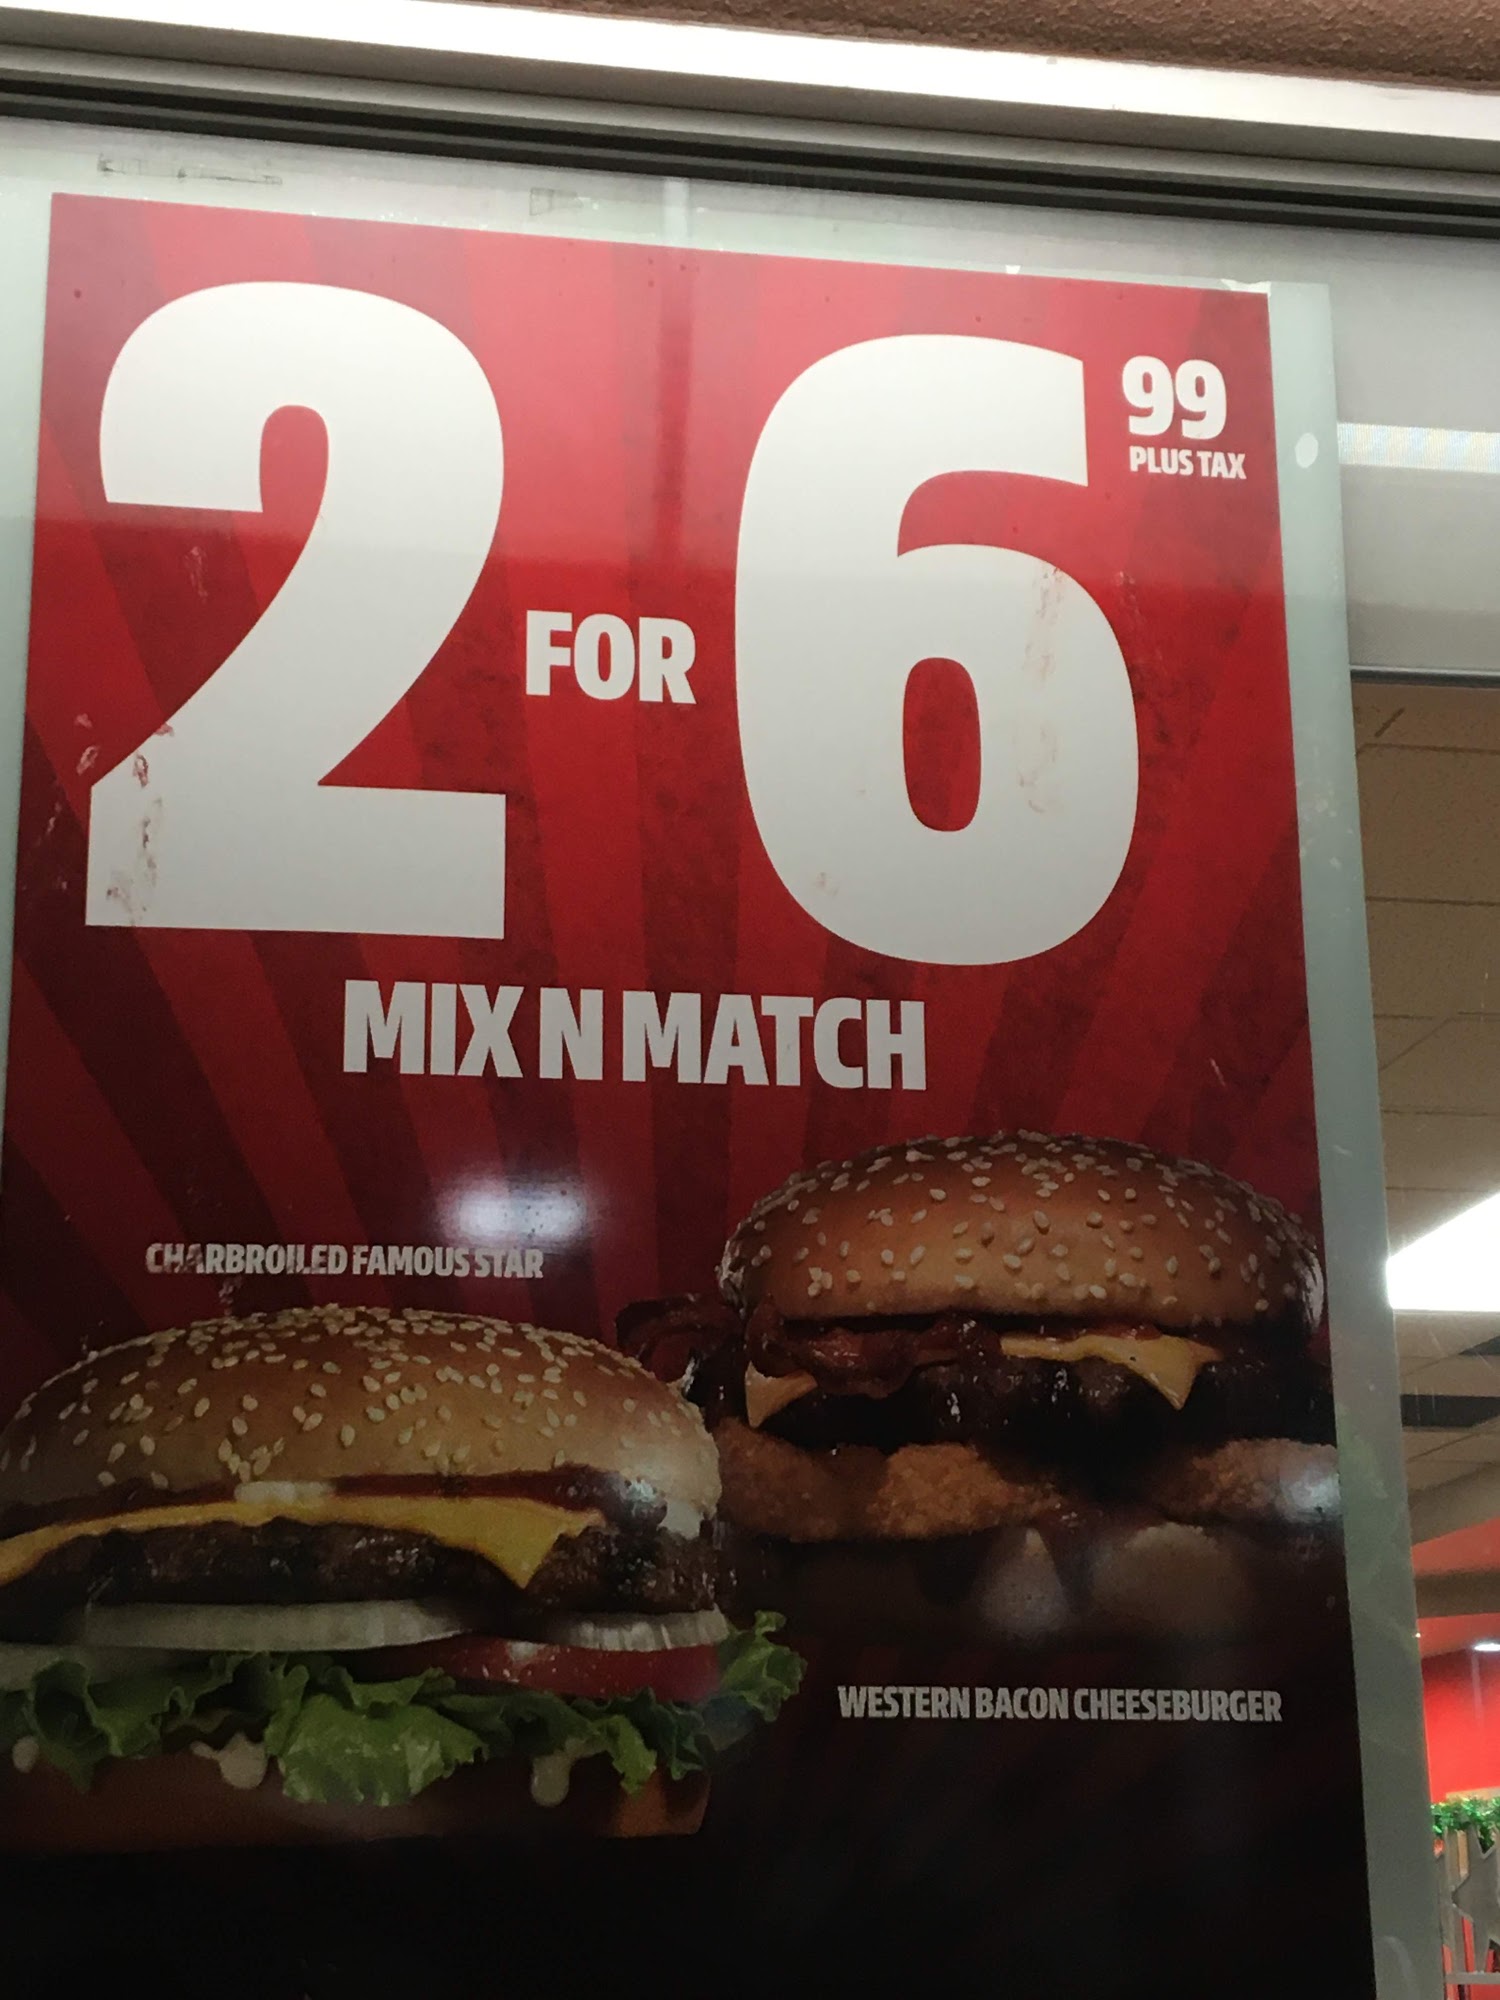 2 FOR 6 99
PLUS TAX
MIX N MATCH
CHARBROILED FAMOUS STAR
WESTERN BACON CHEESEBURGER